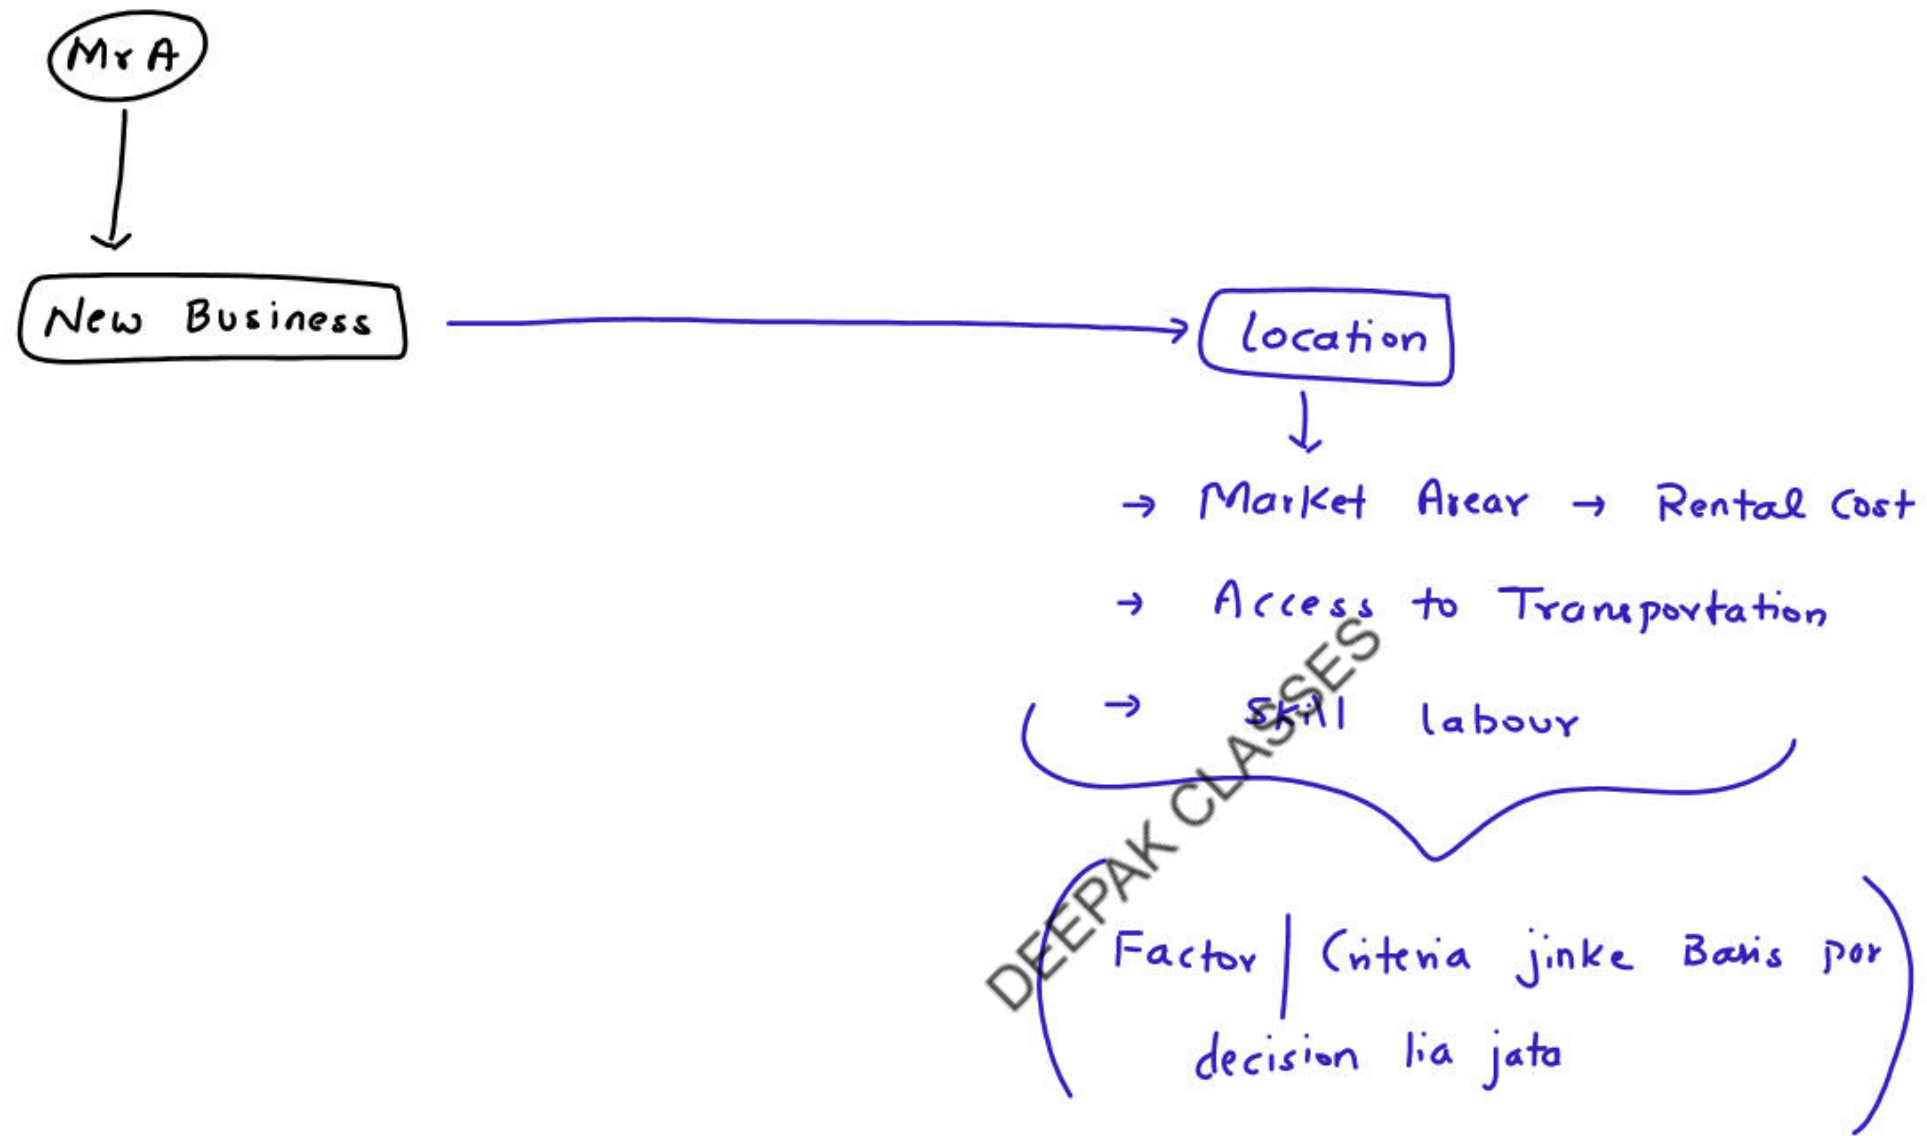 Mr A
New Business
location
→ Market Arear → Rental Cost
→ Access to Transportation
→ Skill labour
DEEPAK CLASSES
Factor | Criteria jinke Basis par
decision lia jata